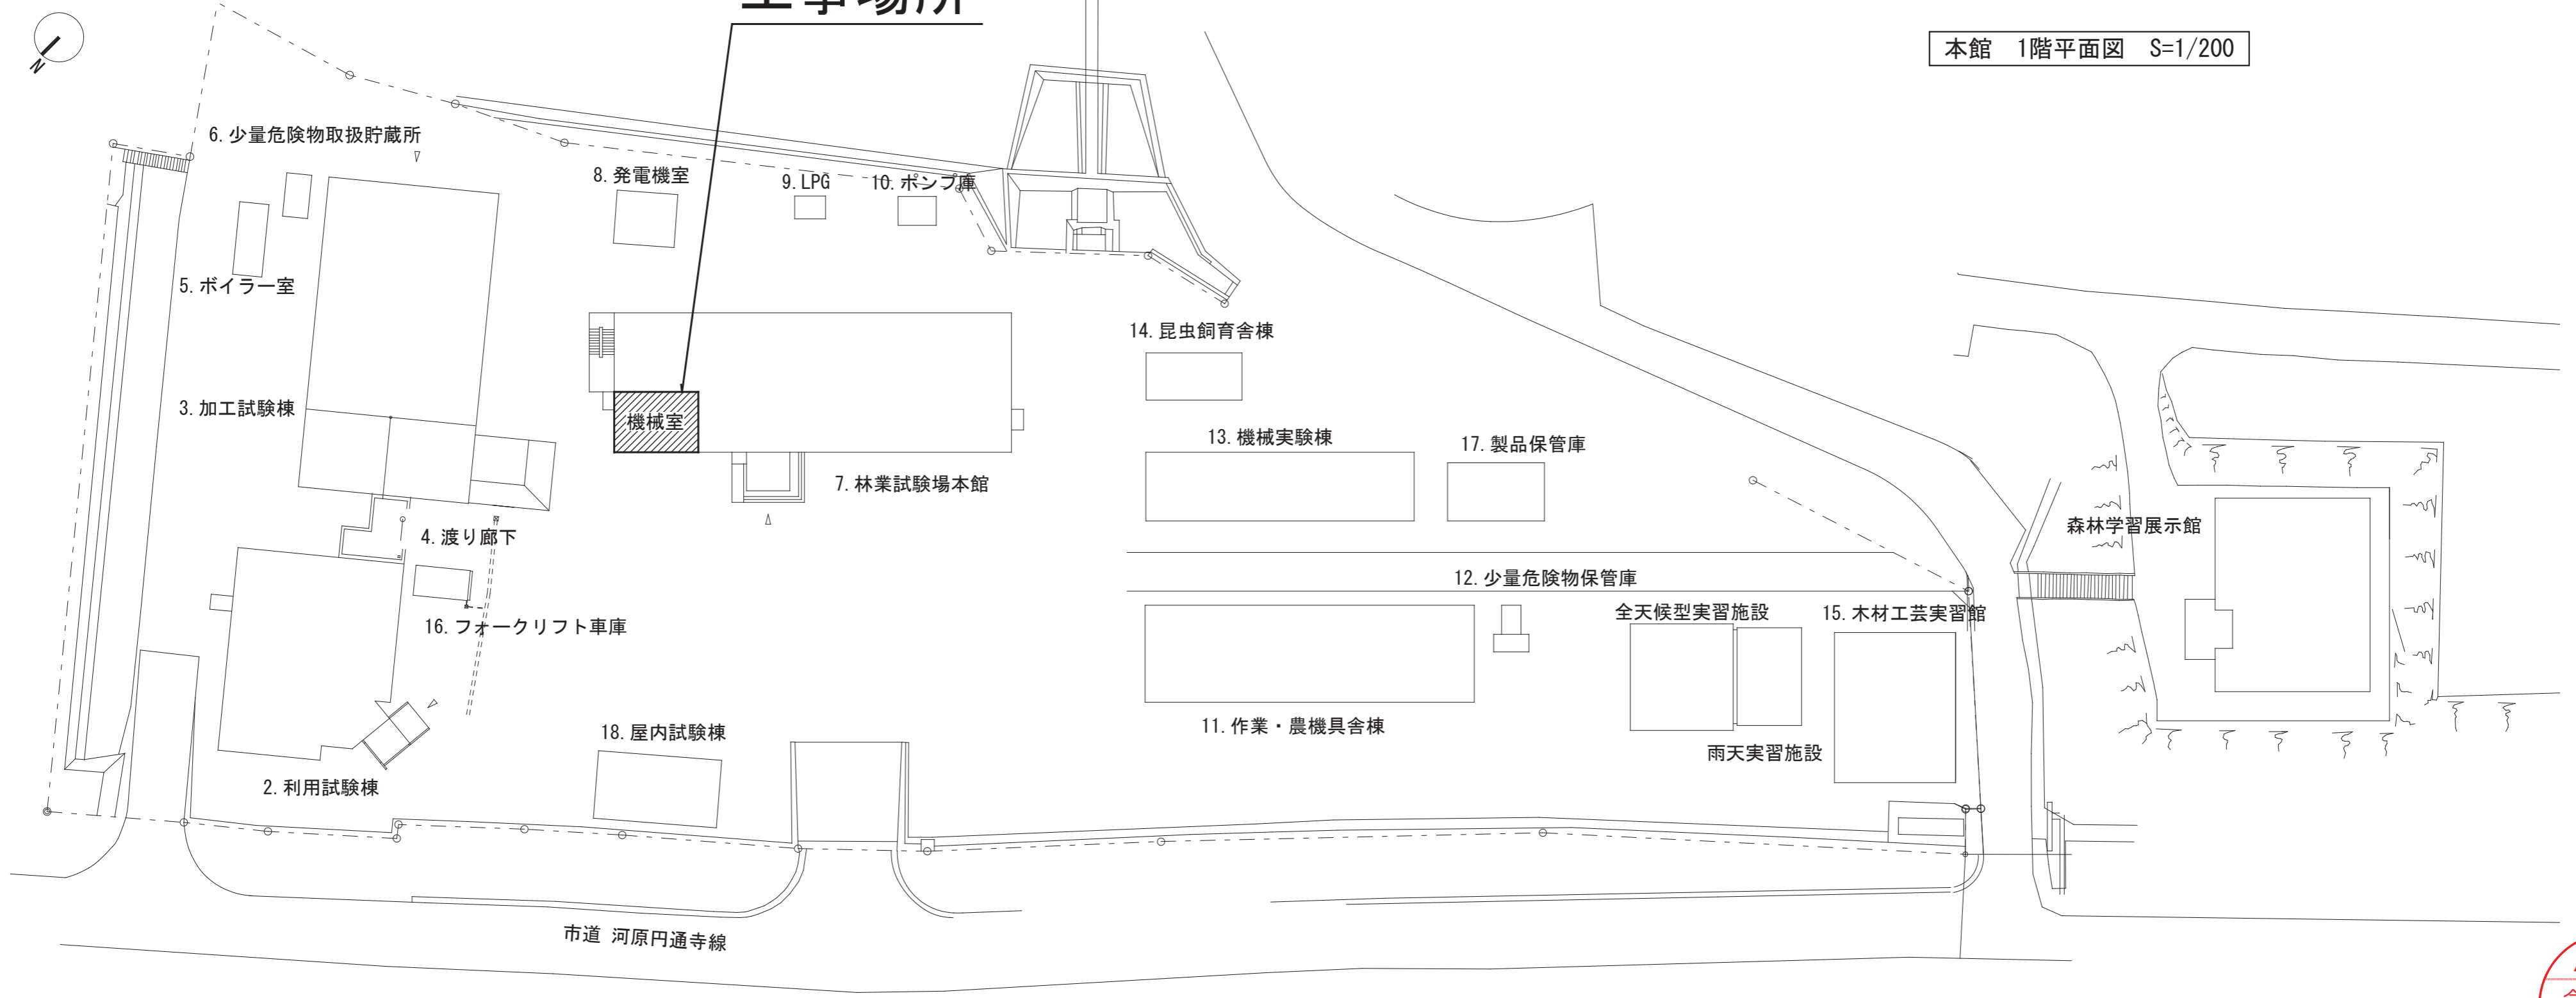 工事場所
本館 1階平面図 S=1/200
N
6. 少量危険物取扱貯蔵所
8. 発電機室
9. LPG
10. ポンプ庫
5. ボイラー室
14. 昆虫飼育舎棟
3. 加工試験棟
機械室
13. 機械実験棟
17. 製品保管庫
7. 林業試験場本館
森林学習展示館
4. 渡り廊下
12. 少量危険物保管庫
全天候型実習施設
15. 木材工芸実習館
16. フォークリフト車庫
11. 作業・農機具舎棟
18. 屋内試験棟
雨天実習施設
2. 利用試験棟
市道 河原円通寺線